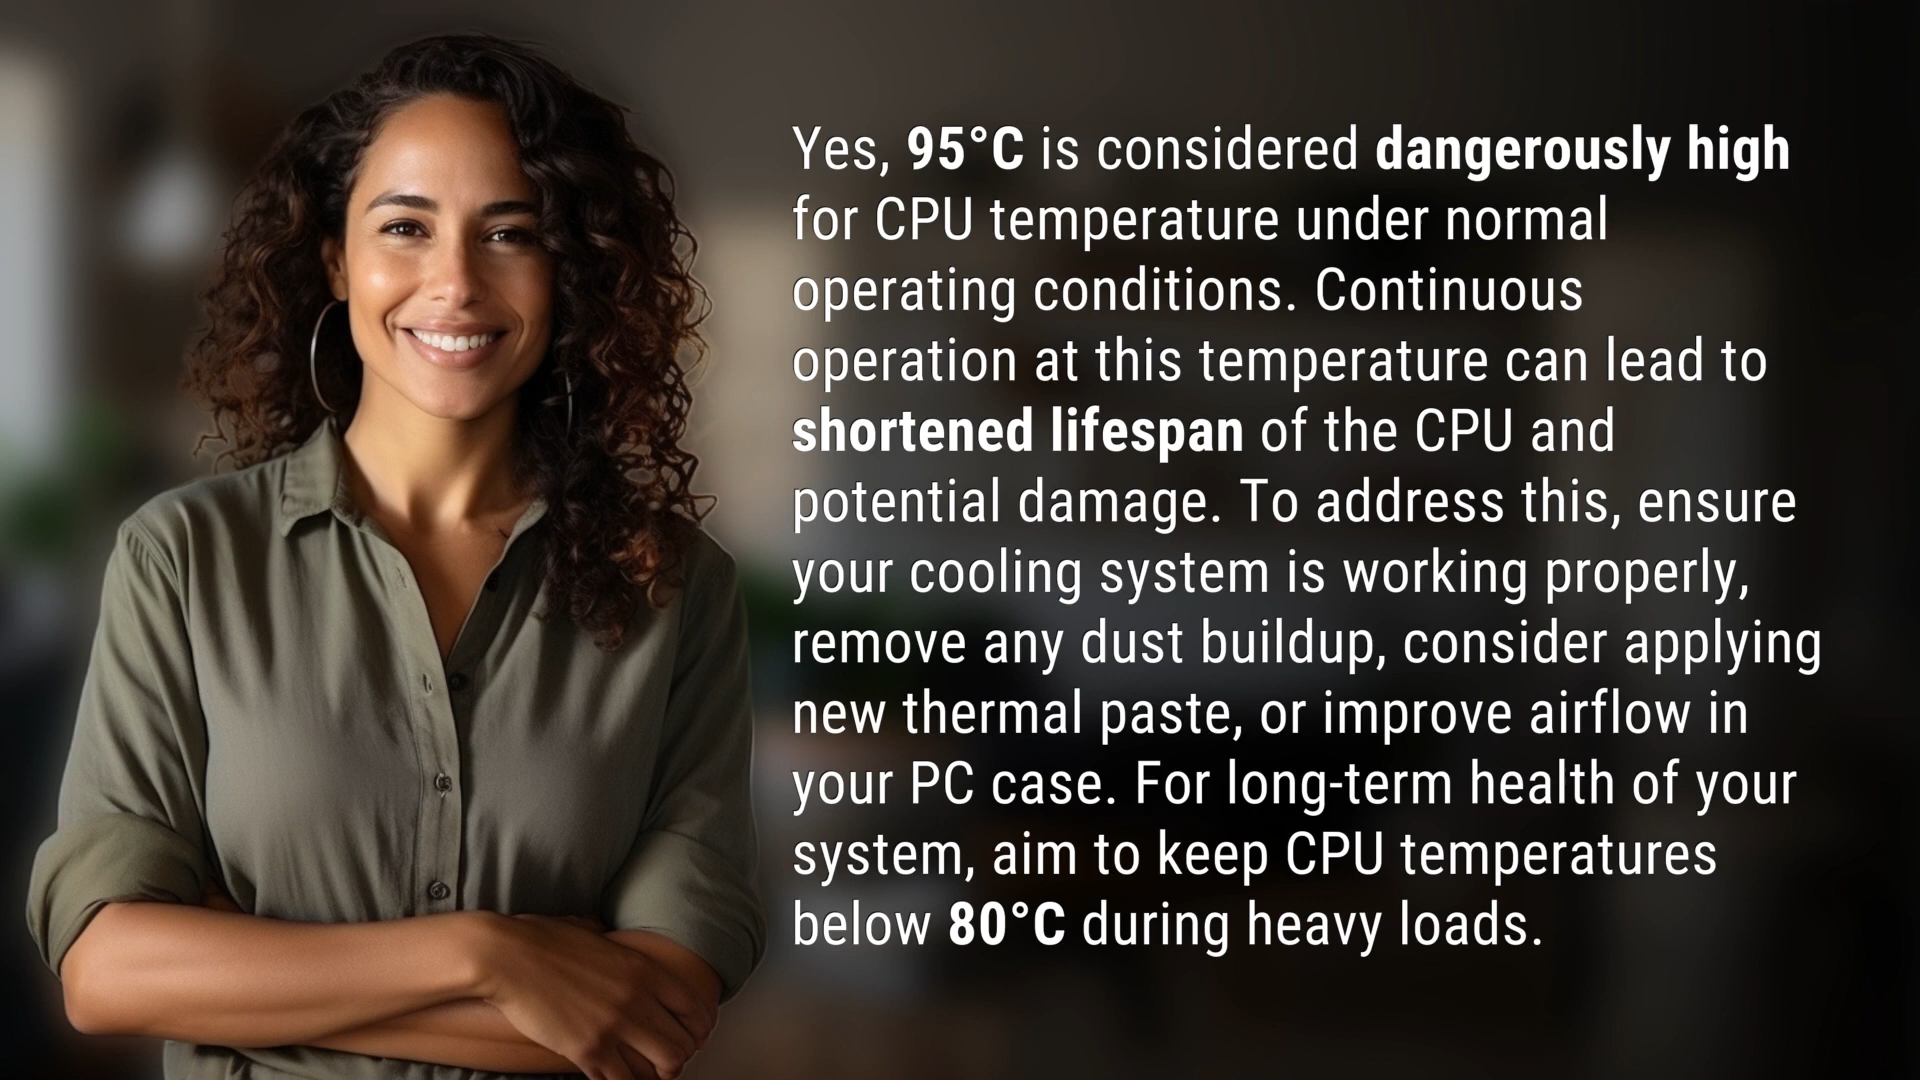 Yes, 95°C is considered dangerously high
for CPU temperature under normal
operating conditions. Continuous
operation at this temperature can lead to
shortened lifespan of the CPU and
potential damage. To address this, ensure
your cooling system is working properly,
remove any dust buildup, consider applying
new thermal paste, or improve airflow in
your PC case. For long-term health of your
system, aim to keep CPU temperatures
below 80°C during heavy loads.